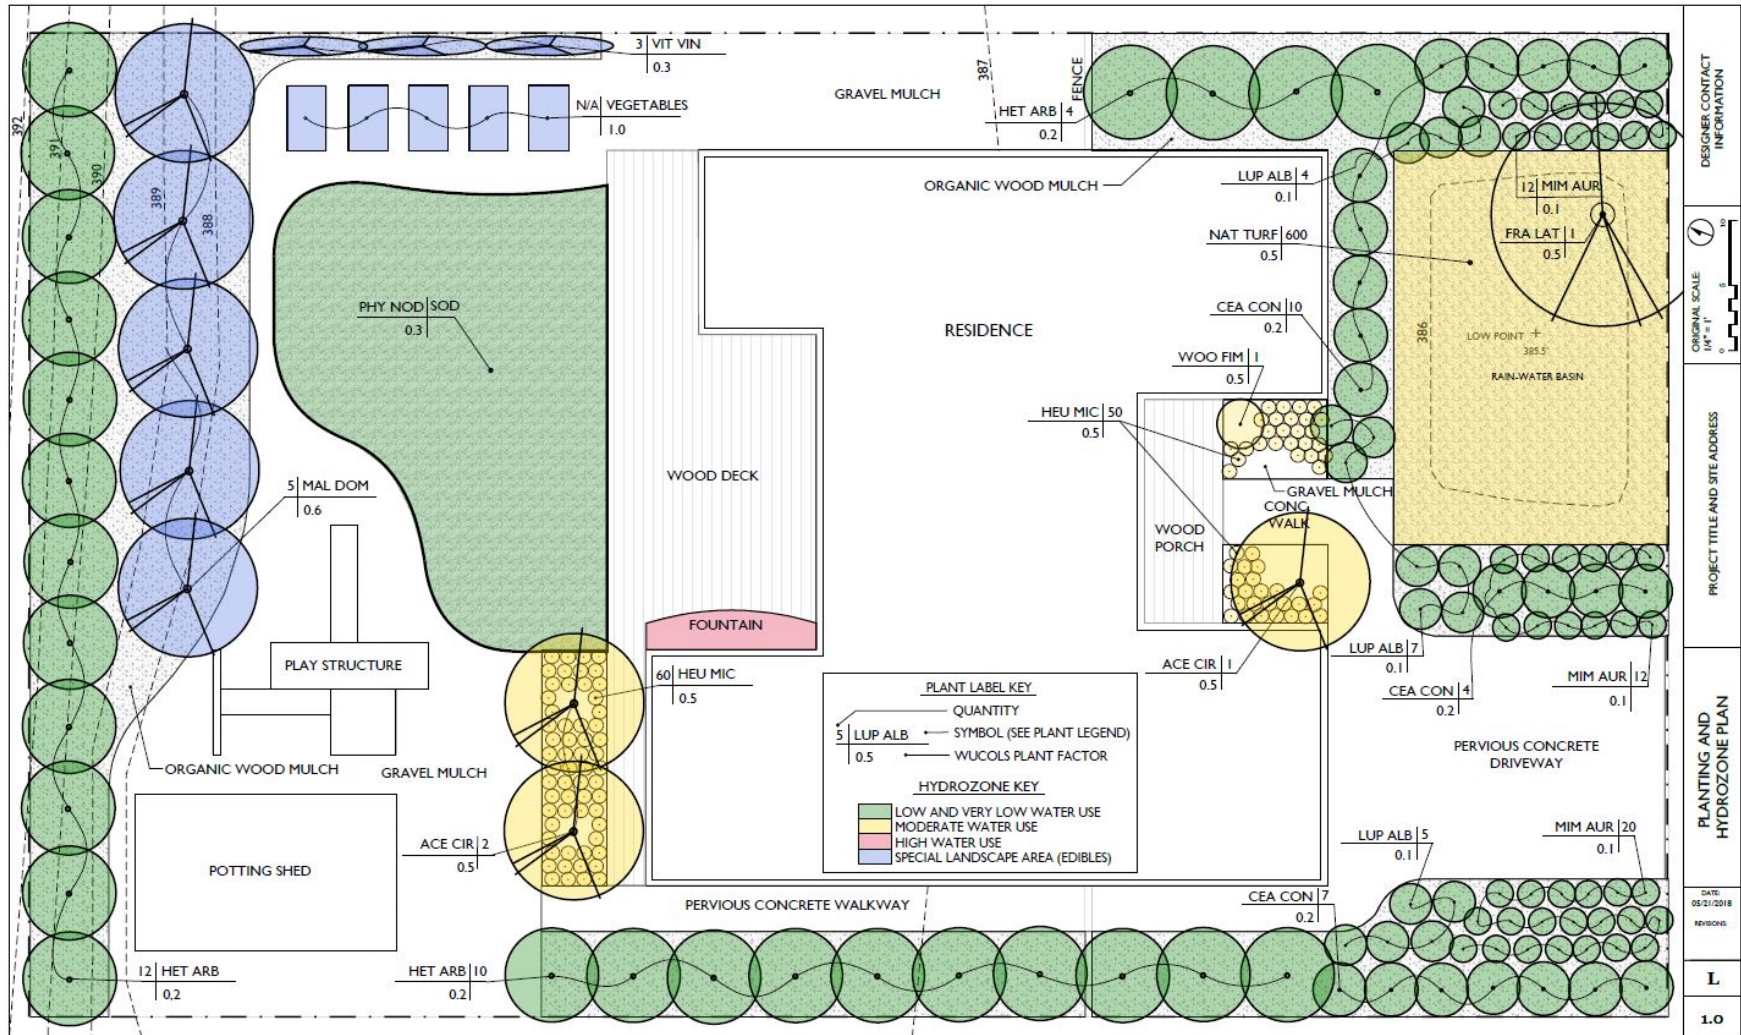 3 VIT VIN
0.3
N/A VEGETABLES
1.0
GRAVEL MULCH
387
FENCE
HET ARB 4
0.2
ORGANIC WOOD MULCH
392
391
390
389
388
LUP ALB 4
0.1
12 MIM AUR
0.1
NAT TURF 600
0.5
FRA LAT 1
0.5
PHY NOD SOD
0.3
CEA CON 10
0.2
RESIDENCE
386
LOW POINT
385.5'
RAIN-WATER BASIN
WOO FIM 1
0.5
HEU MIC 50
0.5
WOOD DECK
5 MAL DOM
0.6
GRAVEL MULCH
CONC.
WALK
WOOD
PORCH
FOUNTAIN
PLAY STRUCTURE
60 HEU MIC
0.5
ACE CIR 1
0.5
LUP ALB 7
0.1
CEA CON 4
0.2
MIM AUR 12
0.1
PLANT LABEL KEY
QUANTITY
5 LUP ALB
0.5
SYMBOL (SEE PLANT LEGEND)
WUCOLS PLANT FACTOR
HYDROZONE KEY
LOW AND VERY LOW WATER USE
MODERATE WATER USE
HIGH WATER USE
SPECIAL LANDSCAPE AREA (EDIBLES)
ORGANIC WOOD MULCH
GRAVEL MULCH
PERVIOUS CONCRETE
DRIVEWAY
POTTING SHED
ACE CIR 2
0.5
LUP ALB 5
0.1
MIM AUR 20
0.1
PERVIOUS CONCRETE WALKWAY
CEA CON 7
0.2
12 HET ARB
0.2
HET ARB 10
0.2
DESIGNER CONTACT
INFORMATION
ORIGINAL SCALE:
1/4" = 1'
0 5 10
PROJECT TITLE AND SITE ADDRESS
PLANTING AND
HYDROZONE PLAN
DATE:
05/21/2018
REVISIONS:
L
1.0